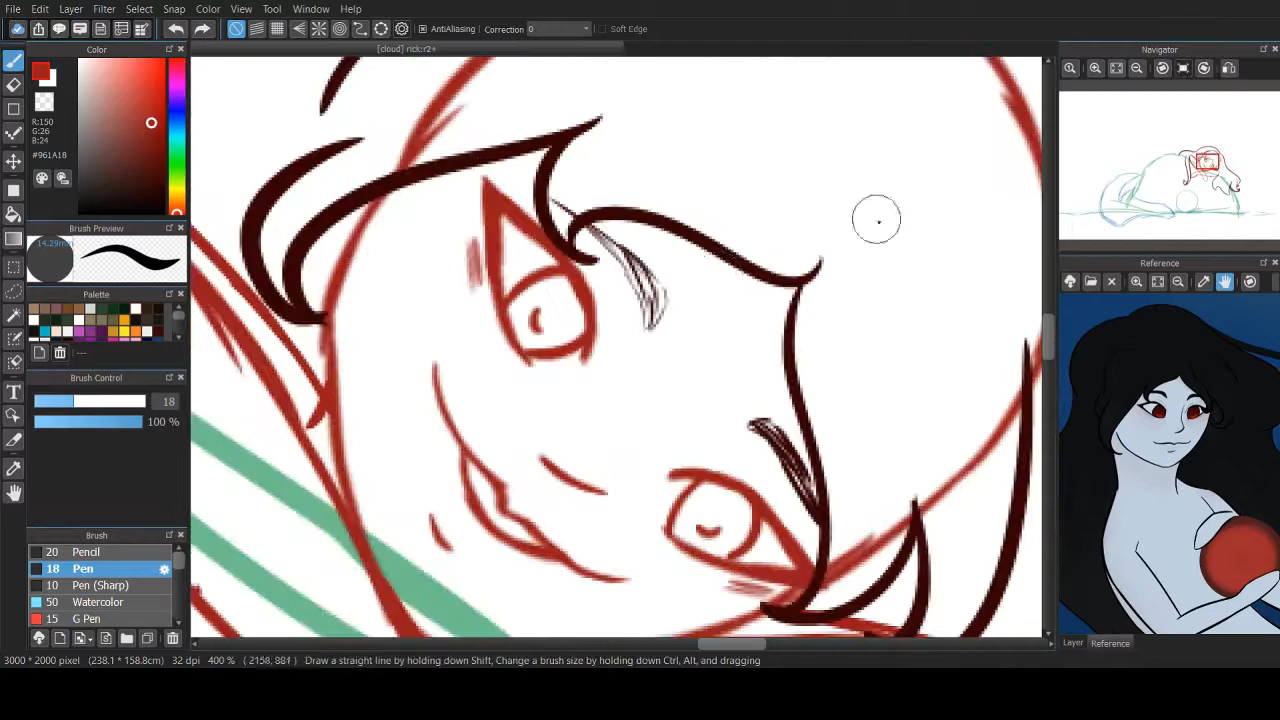 File Edit Layer Filter Select Snap Color View Tool Window Help
AntiAliasing Correction 0 Soft Edge
Color
[cloud] rick::r2+
Navigator
R:150
G:26
B:24
#961A18
Brush Preview
14.29mm
Palette
---
Brush Control
18
100 %
Reference
Brush
20 Pencil
18 Pen
10 Pen (Sharp)
50 Watercolor
15 G Pen
Layer Reference
3000 * 2000 pixel (238.1 * 158.8cm) 32 dpi 400 % ( 2158, 881 ) Draw a straight line by holding down Shift, Change a brush size by holding down Ctrl, Alt, and dragging